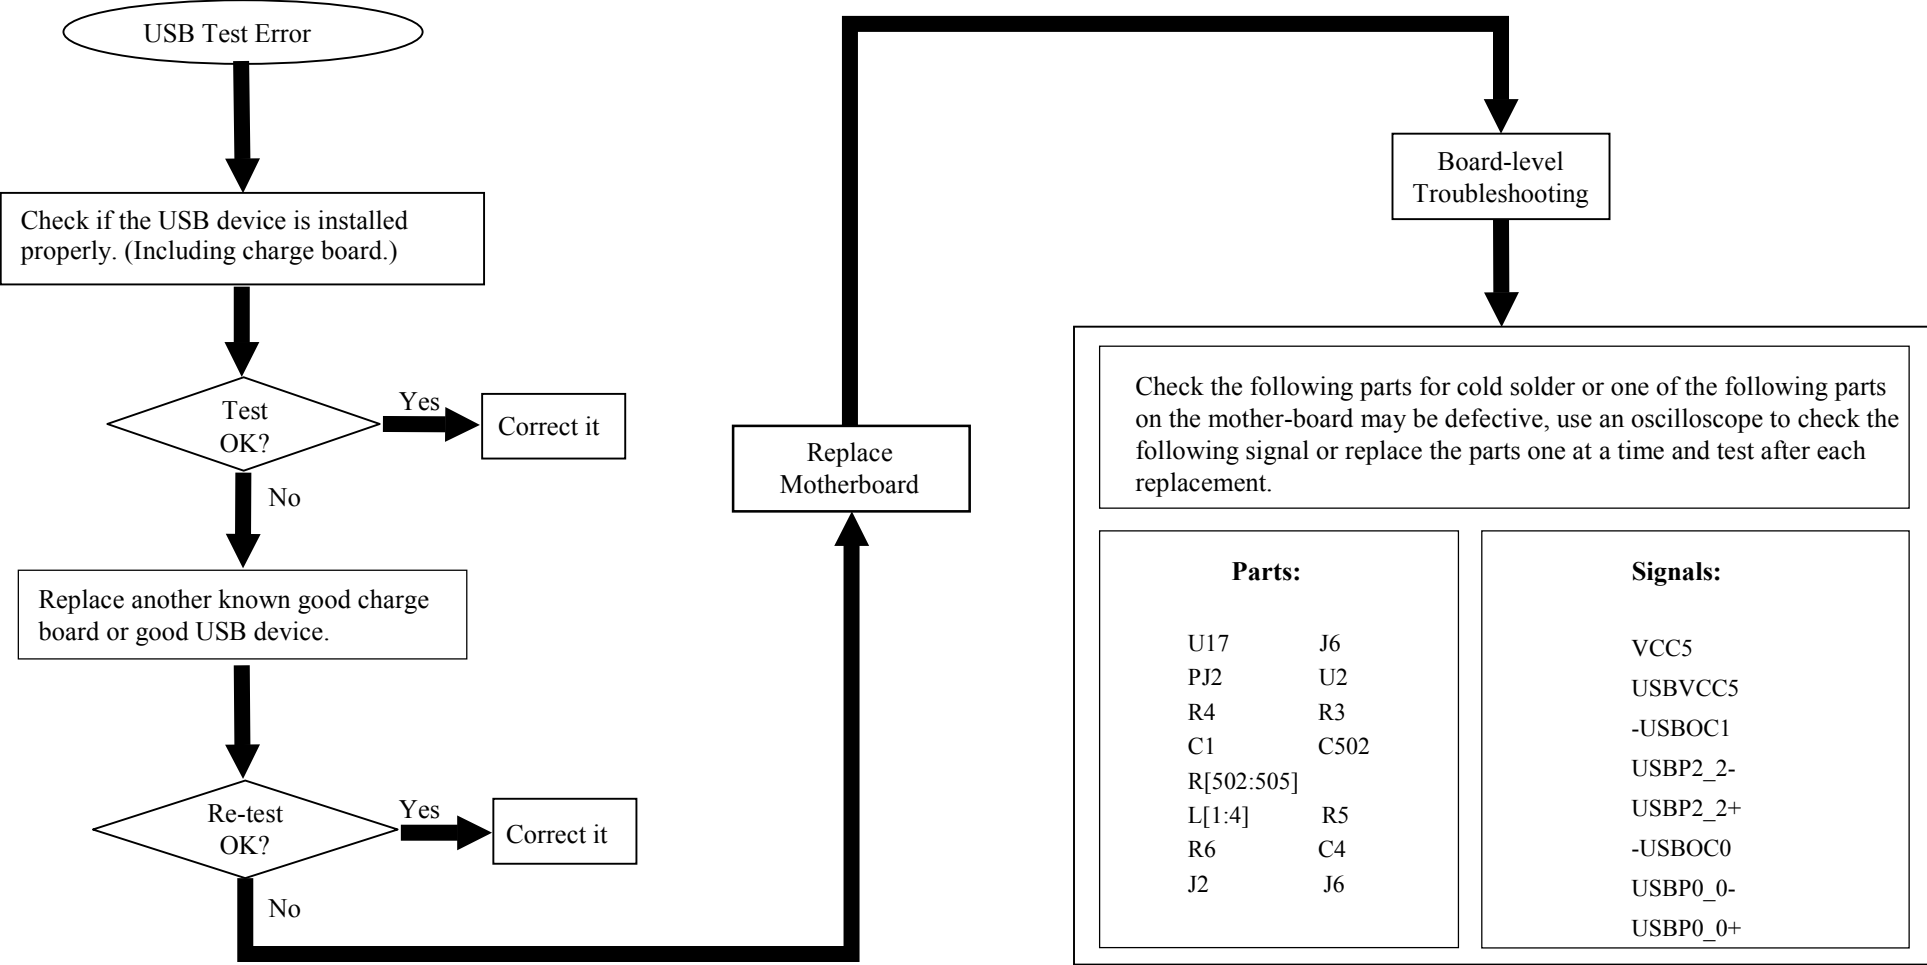 USB Test Error
Check if the USB device is installed
properly. (Including charge board.)
Test
OK?
Yes
Correct it
No
Replace another known good charge
board or good USB device.
Re-test
OK?
Yes
Correct it
No
Replace
Motherboard
Board-level
Troubleshooting
Check the following parts for cold solder or one of the following parts
on the mother-board may be defective, use an oscilloscope to check the
following signal or replace the parts one at a time and test after each
replacement.
Parts:
U17 J6
PJ2 U2
R4 R3
C1 C502
R[502:505]
L[1:4] R5
R6 C4
J2 J6
Signals:
VCC5
USBVCC5
-USBOC1
USBP2_2-
USBP2_2+
-USBOC0
USBP0_0-
USBP0_0+